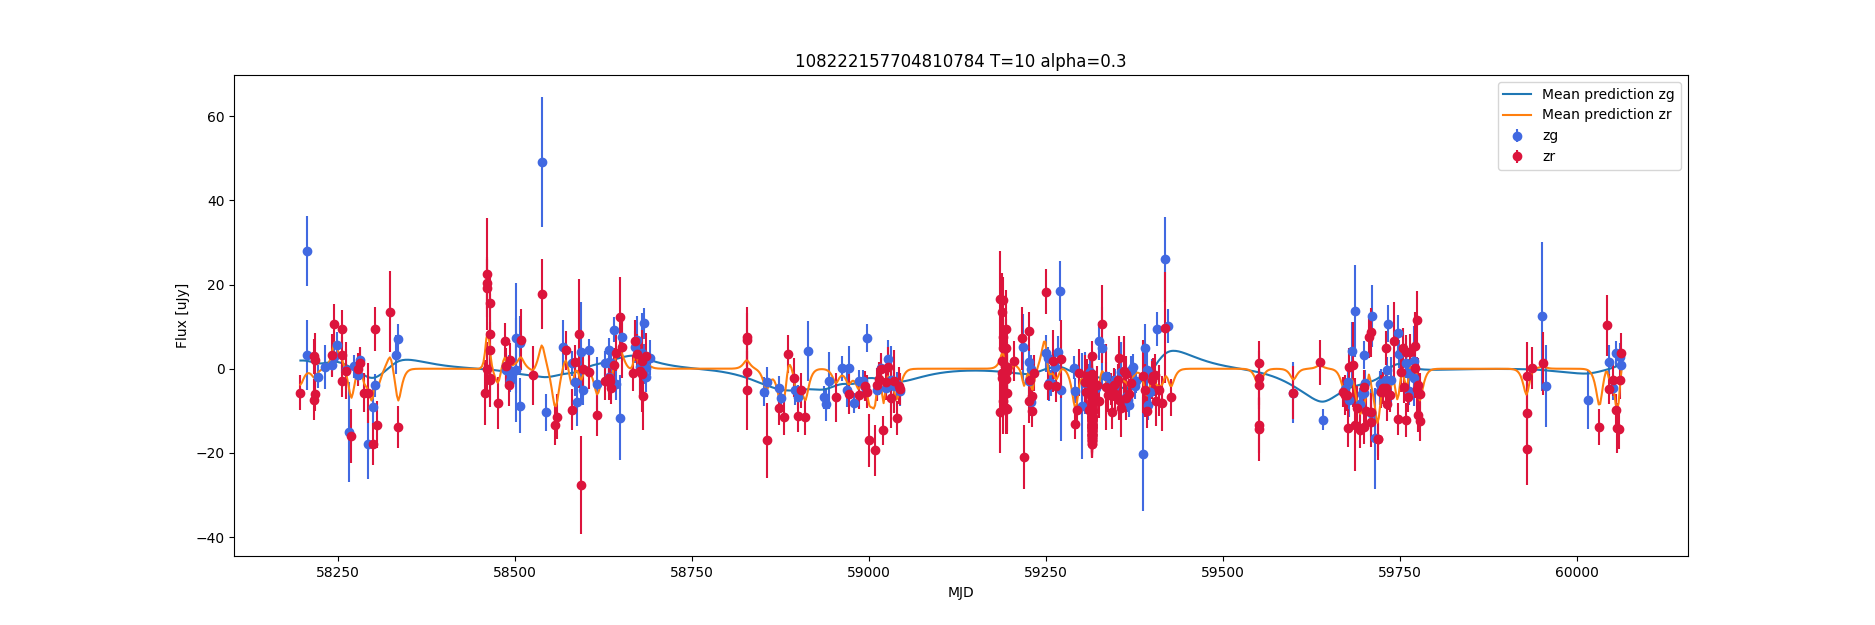 108222157704810784 T=10 alpha=0.3
Mean prediction zg
Mean prediction zr
zg
zr
Flux [uJy]
60
40
20
0
−20
−40
58250 58500 58750 59000 59250 59500 59750 60000
MJD